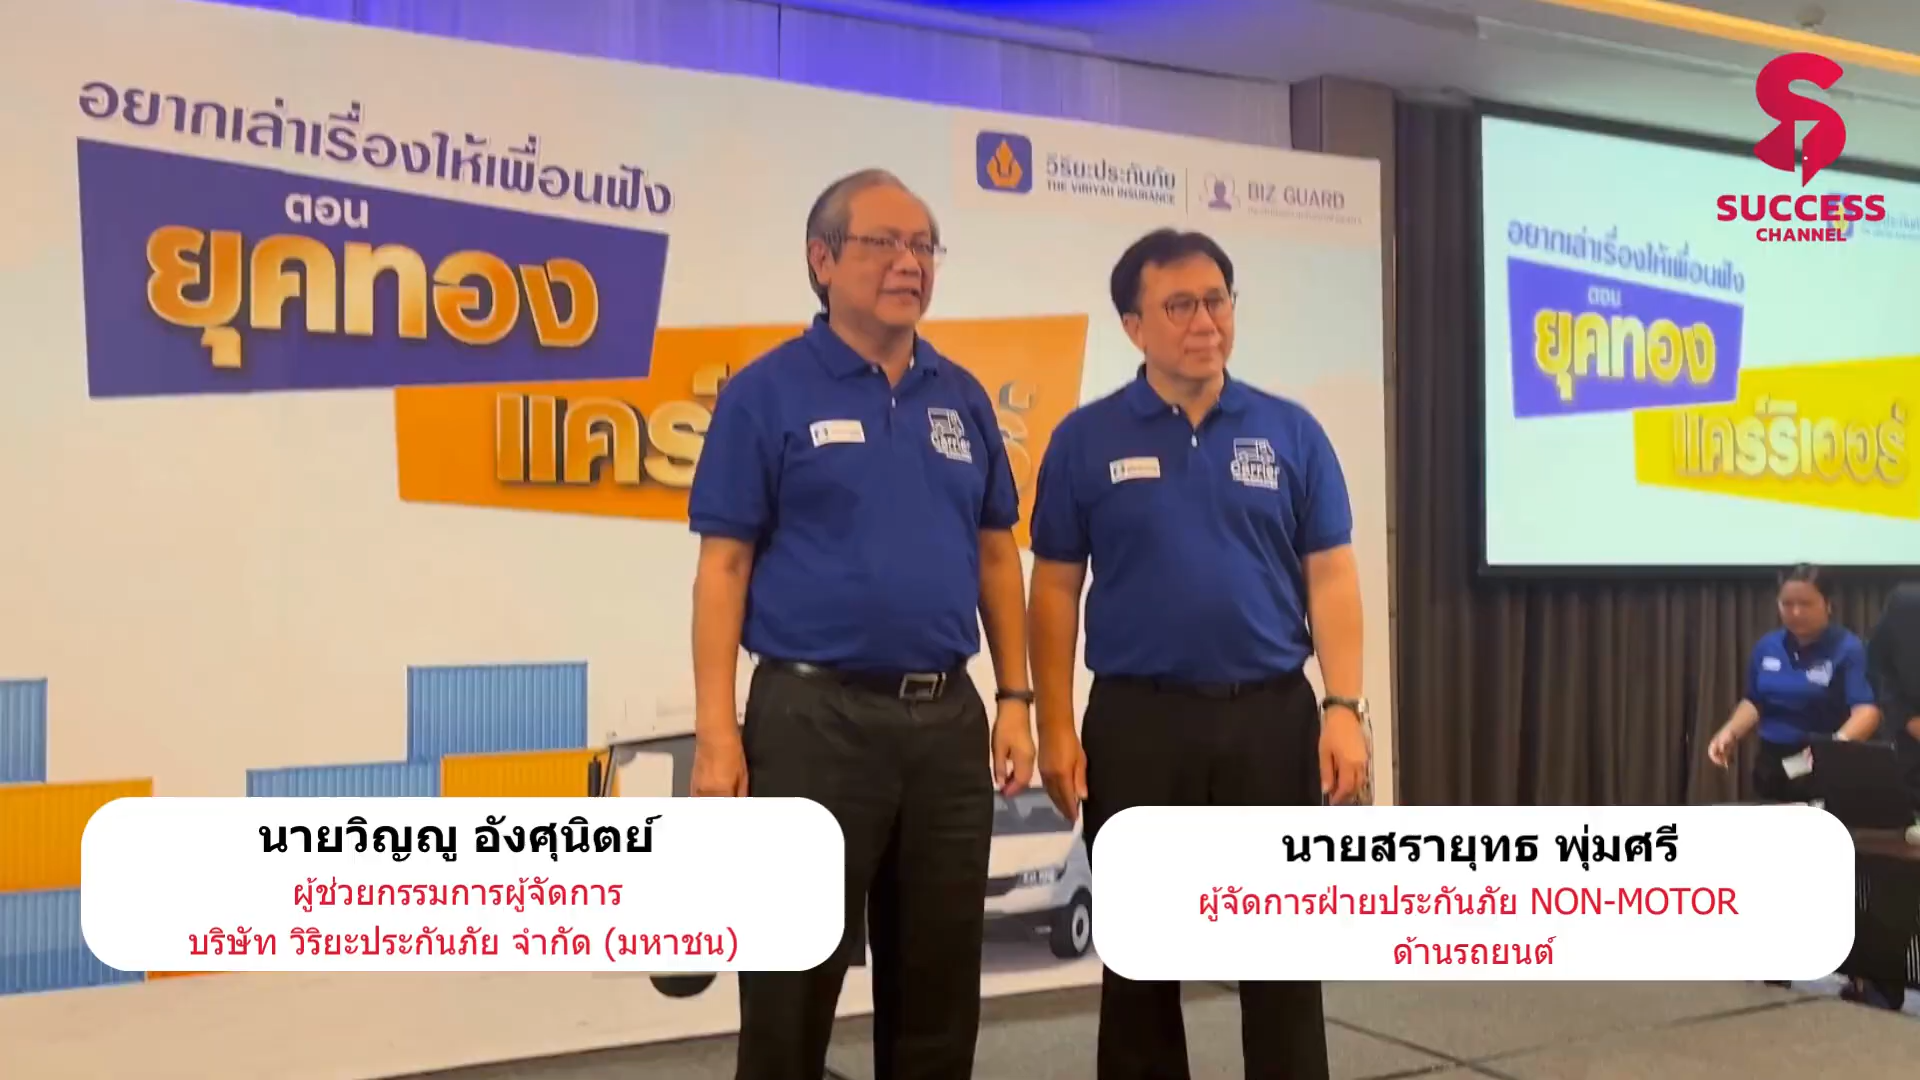 อยากเล่าเรื่องให้เพื่อนฟัง
ตอน
ยุคทอง
วิริยะประกันภัย
THE VIRIYAH INSURANCE
BIZ GUARD
Carrier
Carrier
SUCCESS
CHANNEL
อยากเล่าเรื่องให้เพื่อนฟัง
ตอน
ยุคทอง
แคร์ริเออร์
นายวิญญู อังศุนิตย์
ผู้ช่วยกรรมการผู้จัดการ
บริษัท วิริยะประกันภัย จำกัด (มหาชน)
นายสรายุทธ พุ่มศรี
ผู้จัดการฝ่ายประกันภัย NON-MOTOR
ด้านรถยนต์